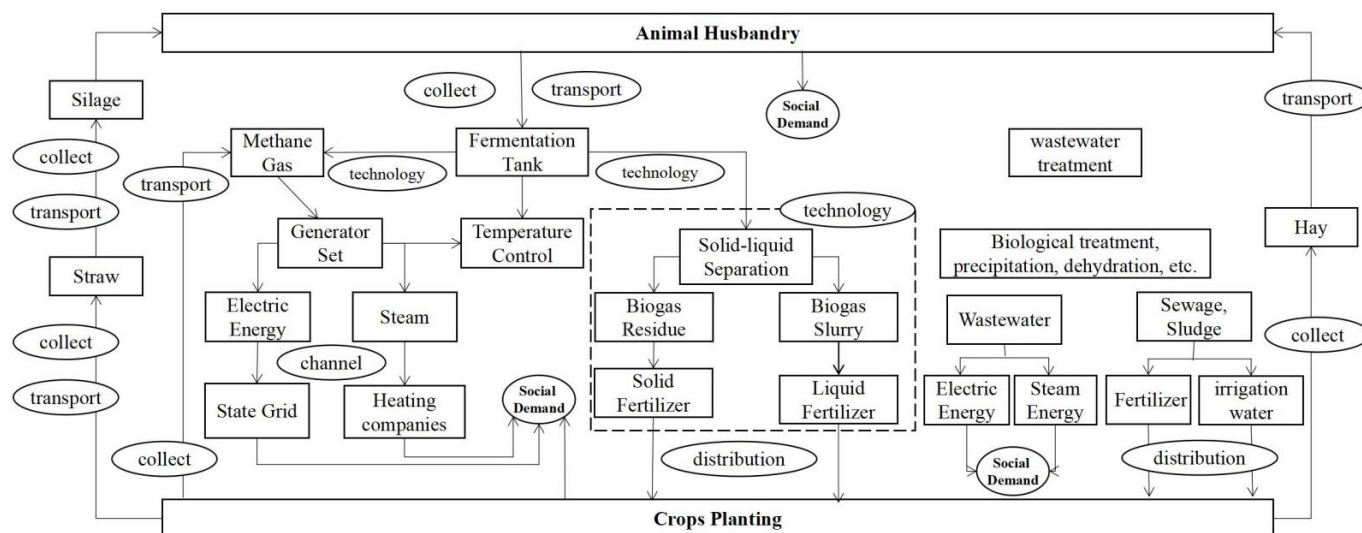 Animal Husbandry
Silage
collect
transport
Social
Demand
transport
collect
Methane
Gas
Fermentation
Tank
wastewater
treatment
technology
technology
transport
transport
technology
Generator
Set
Temperature
Control
Solid-liquid
Separation
Hay
Biological treatment,
precipitation, dehydration, etc.
Straw
Electric
Energy
Steam
Biogas
Residue
Biogas
Slurry
Wastewater
Sewage,
Sludge
collect
collect
channel
transport
State Grid
Heating
companies
Social
Demand
Solid
Fertilizer
Liquid
Fertilizer
Electric
Energy
Steam
Energy
Fertilizer
irrigation
water
collect
distribution
Social
Demand
distribution
Crops Planting